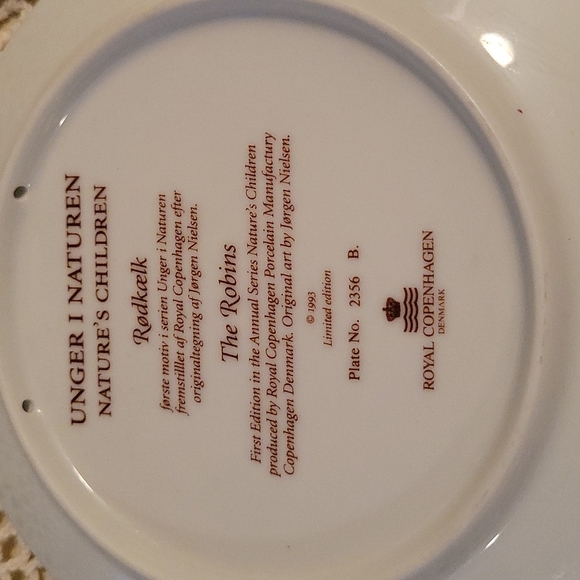 UNGER I NATUREN
NATURE'S CHILDREN
Rødkælk
første motiv i serien Unger i Naturen
fremstillet af Royal Copenhagen efter
originaltegning af Jørgen Nielsen.
The Robins
First Edition in the Annual Series Nature's Children
produced by Royal Copenhagen Porcelain Manufactury
Copenhagen Denmark. Original art by Jørgen Nielsen.
© 1993
Limited edition
Plate No. 2356 B.
ROYAL COPENHAGEN
DENMARK